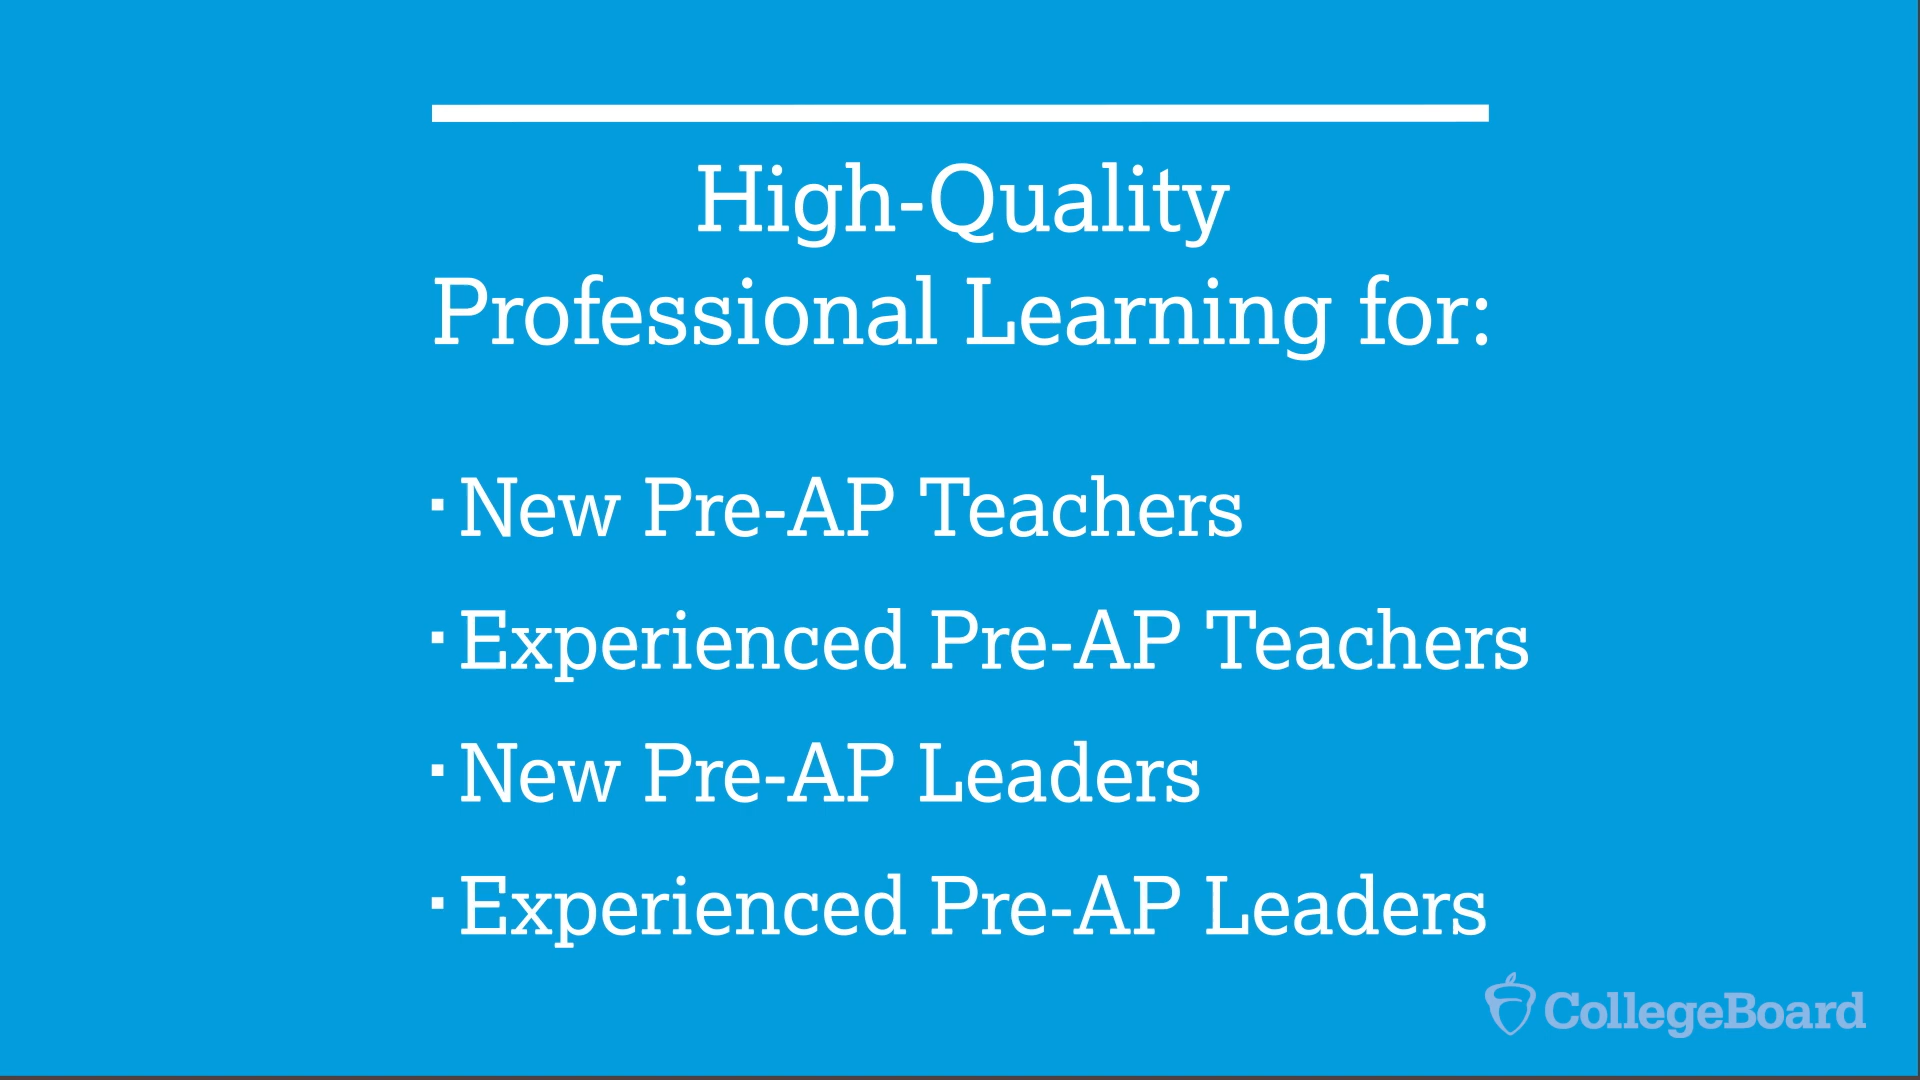 High-Quality
Professional Learning for:
▪ New Pre-AP Teachers
▪ Experienced Pre-AP Teachers
▪ New Pre-AP Leaders
▪ Experienced Pre-AP Leaders
CollegeBoard